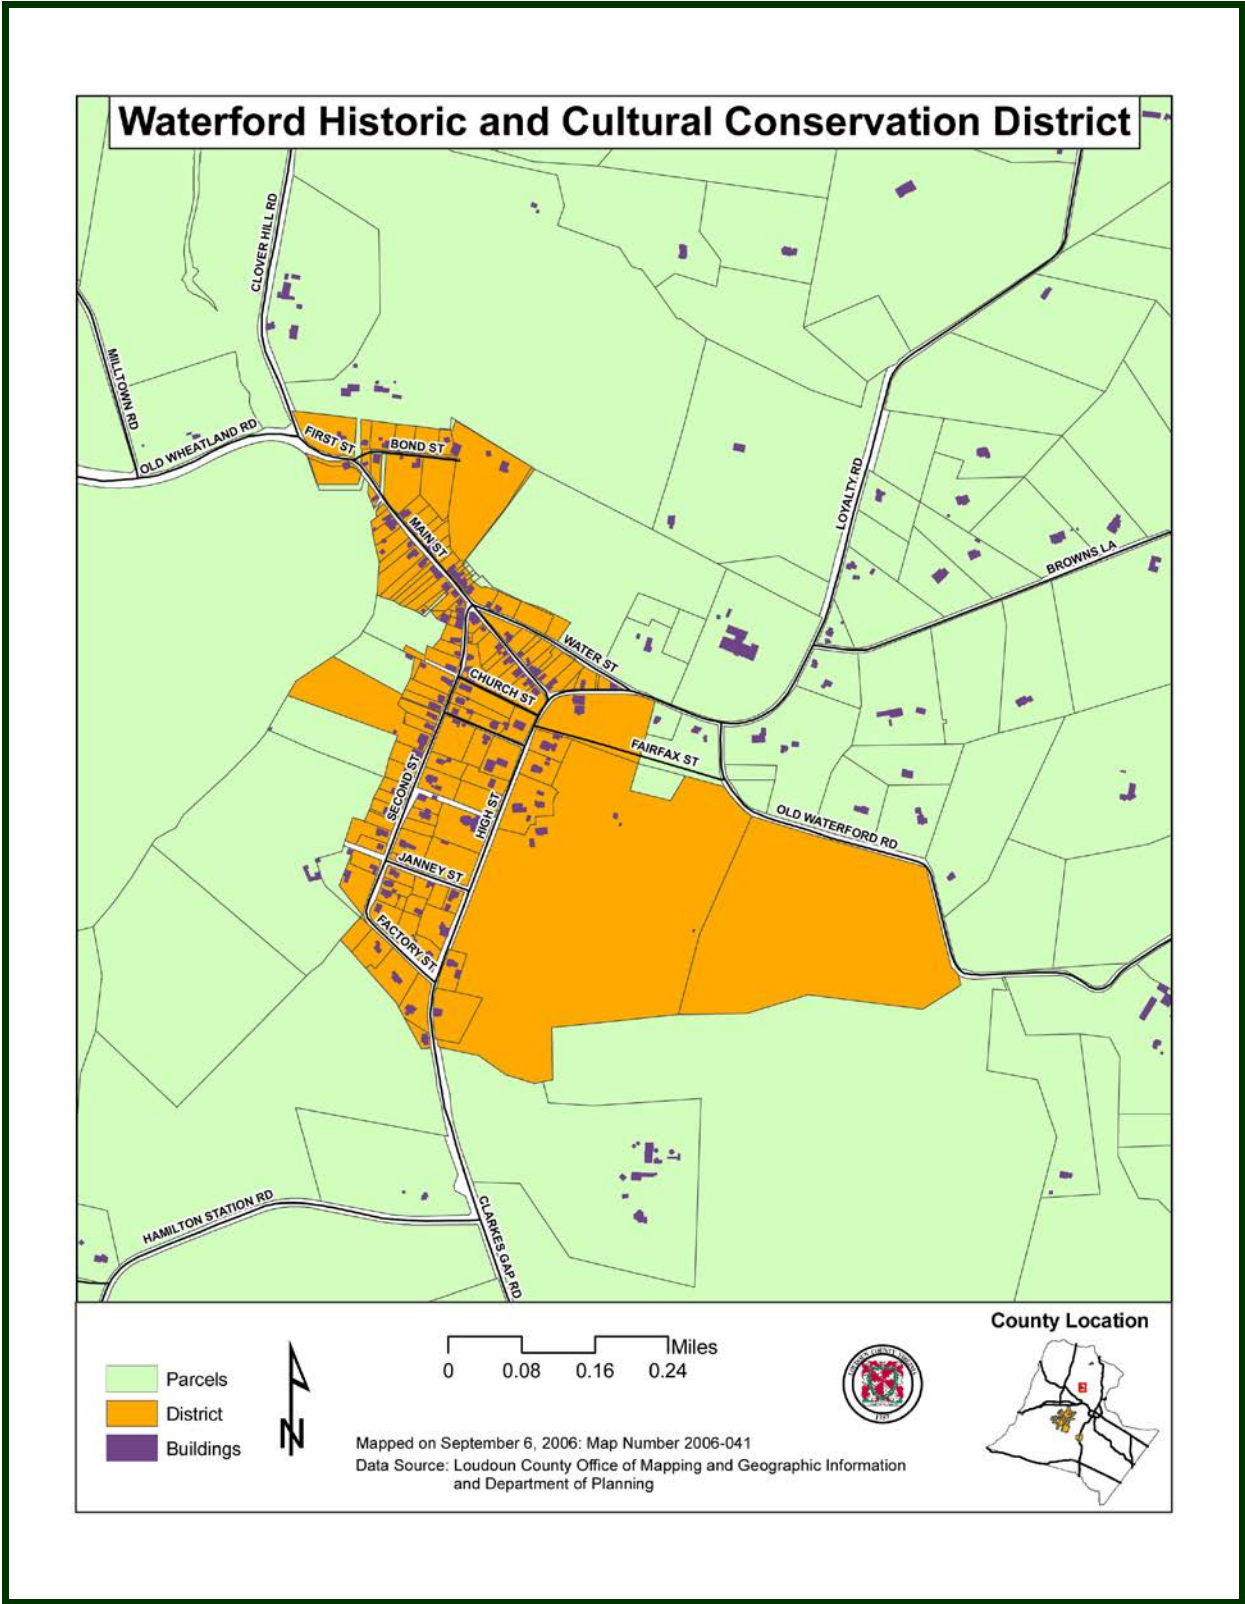 Waterford Historic and Cultural Conservation District
CLOVER HILL RD
MILLTOWN RD
OLD WHEATLAND RD
FIRST ST
BOND ST
MAIN ST
LOYALTY RD
BROWNS LA
WATER ST
CHURCH ST
FAIRFAX ST
SECOND ST
HIGH ST
OLD WATERFORD RD
JANNEY ST
FACTORY ST
HAMILTON STATION RD
CLARKES GAP RD
Parcels
District
Buildings
N
Miles
0 0.08 0.16 0.24
Mapped on September 6, 2006: Map Number 2006-041
Data Source: Loudoun County Office of Mapping and Geographic Information
and Department of Planning
LOUDOUN COUNTY VIRGINIA
1757
County Location